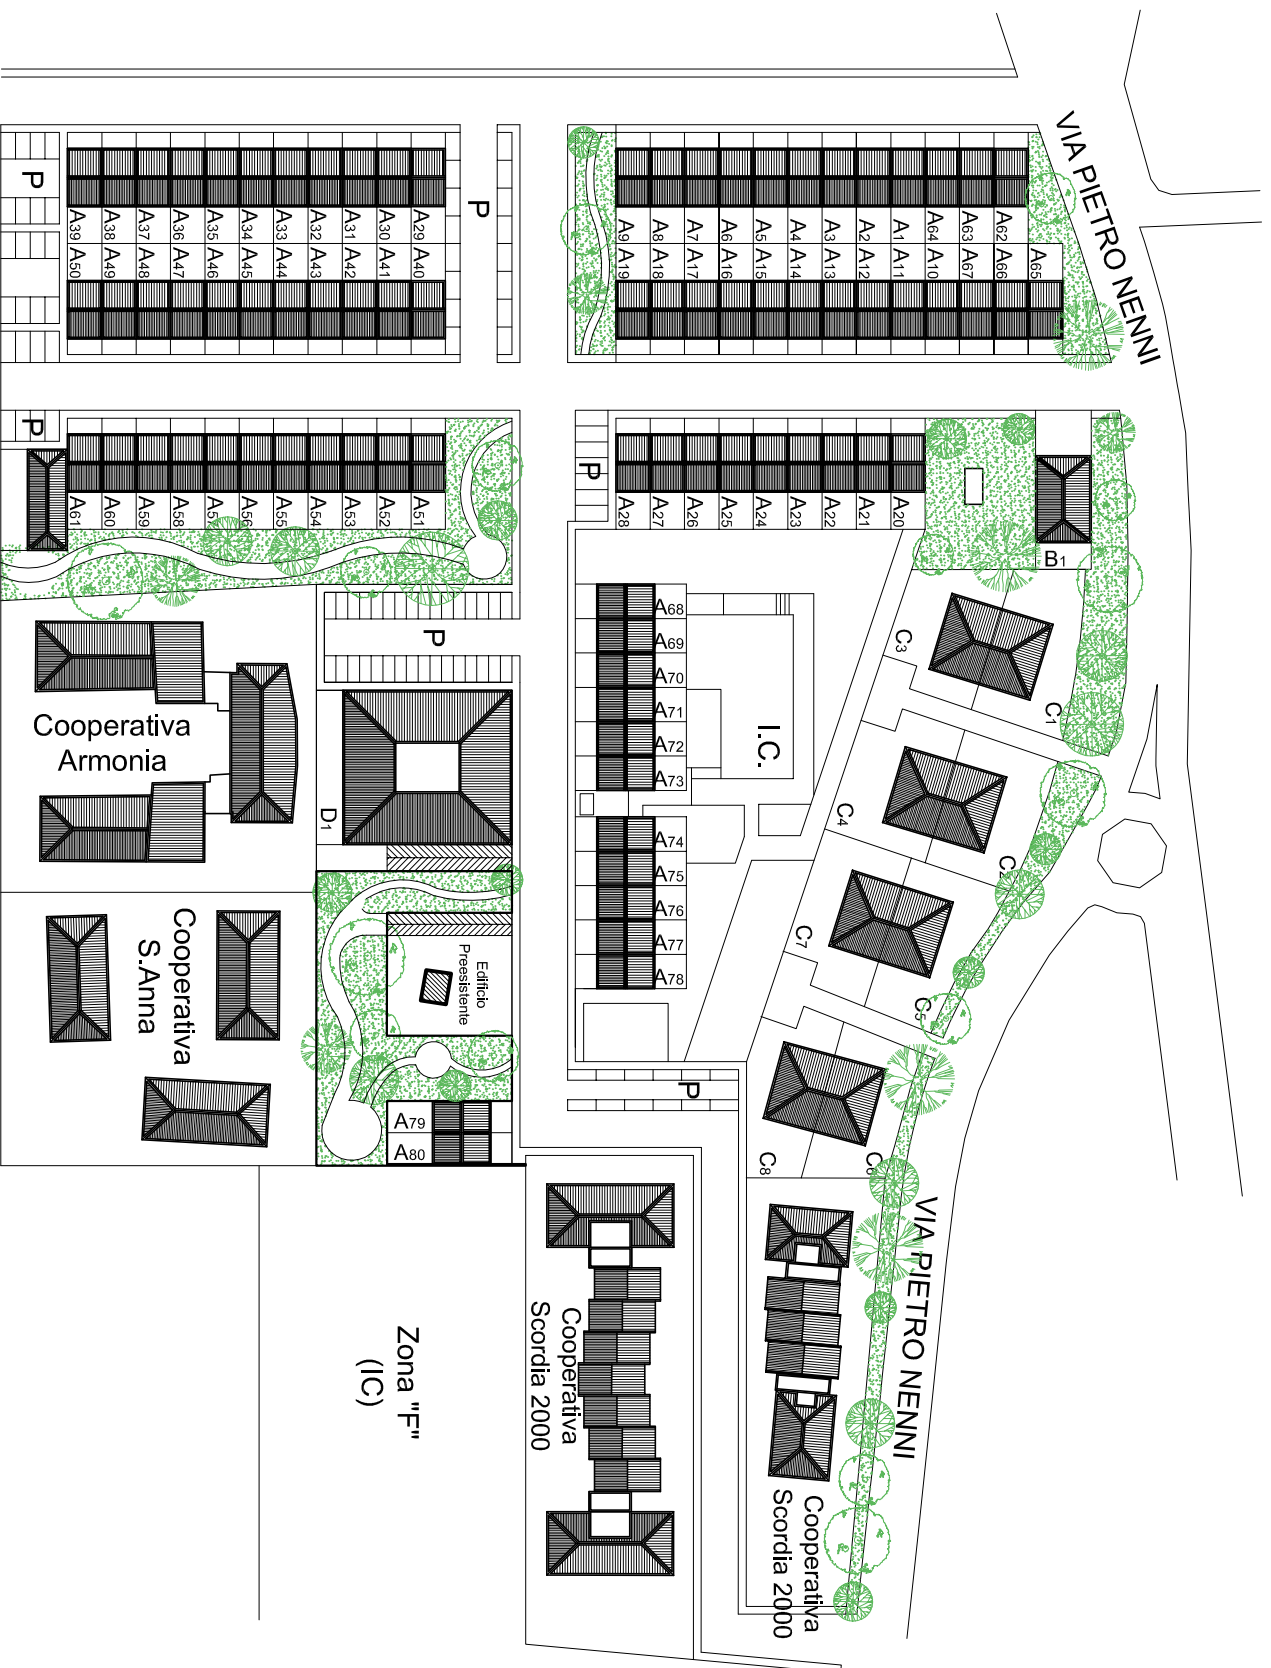 VIA PIETRO NENNI
P
P
A39 A38 A37 A36 A35 A34 A33 A32 A31 A30 A29
A50 A49 A48 A47 A46 A45 A44 A43 A42 A41 A40
A9 A8 A7 A6 A5 A4 A3 A2 A1 A64 A63 A62
A19 A18 A17 A16 A15 A14 A13 A12 A11 A10 A67 A66 A65
P
P
A61 A60 A59 A58 A57 A56 A55 A54 A53 A52 A51
A28 A27 A26 A25 A24 A23 A22 A21 A20
B1
P
A68
A69
A70
A71
A72
A73
I.C.
C3
C1
C4
C2
Cooperativa
Armonia
D1
A74
A75
A76
A77
A78
C7
C5
Cooperativa
S.Anna
Edificio
Preesistente
P
A79
A80
C8
C6
VIA PIETRO NENNI
Zona "F"
(IC)
Cooperativa
Scordia 2000
Cooperativa
Scordia 2000